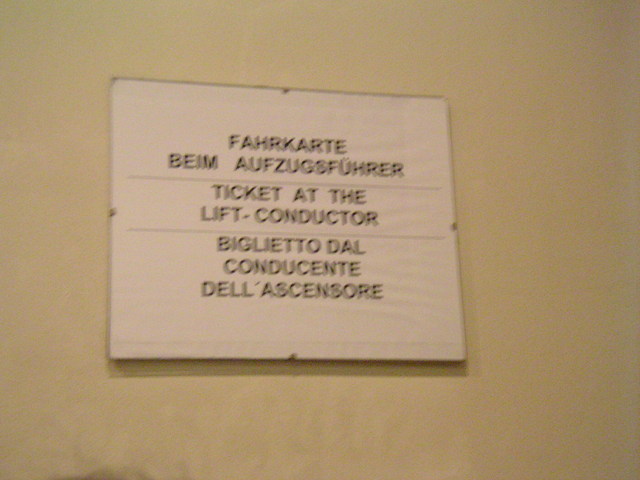 FAHRKARTE
BEIM AUFZUGSFÜHRER
TICKET AT THE
LIFT- CONDUCTOR
BIGLIETTO DAL
CONDUCENTE
DELL´ASCENSORE